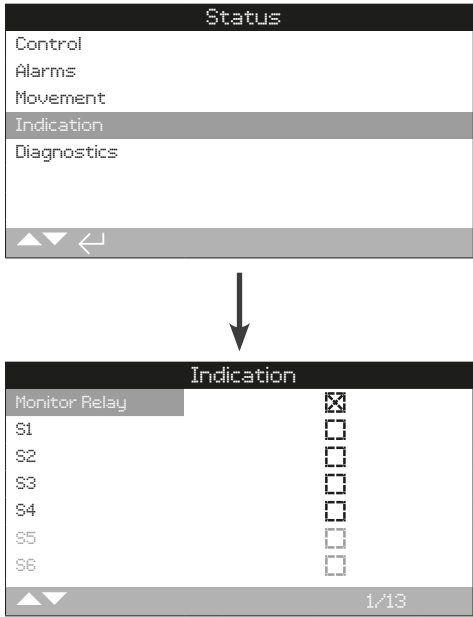 Status
Control
Alarms
Movement
Indication
Diagnostics
Indication
Monitor Relay
S1
S2
S3
S4
S5
S6
1/13